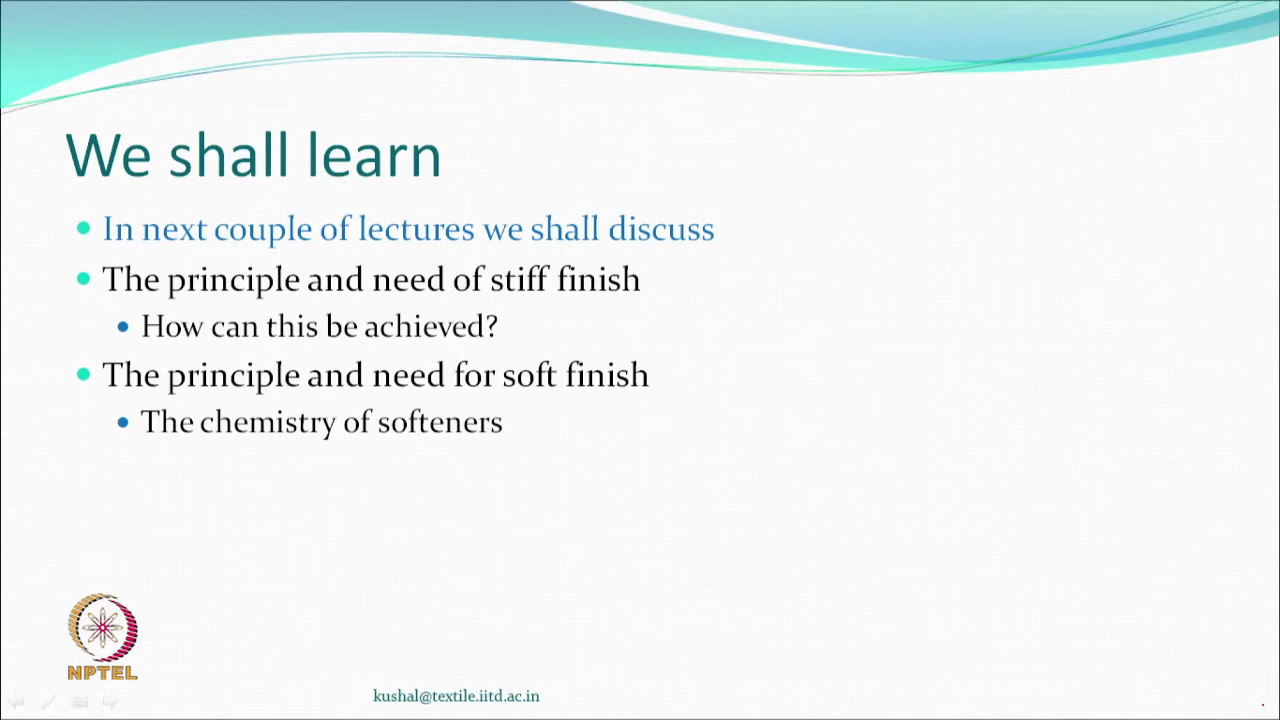 We shall learn
In next couple of lectures we shall discuss
The principle and need of stiff finish
How can this be achieved?
The principle and need for soft finish
The chemistry of softeners
NPTEL
kushal@textile.iitd.ac.in